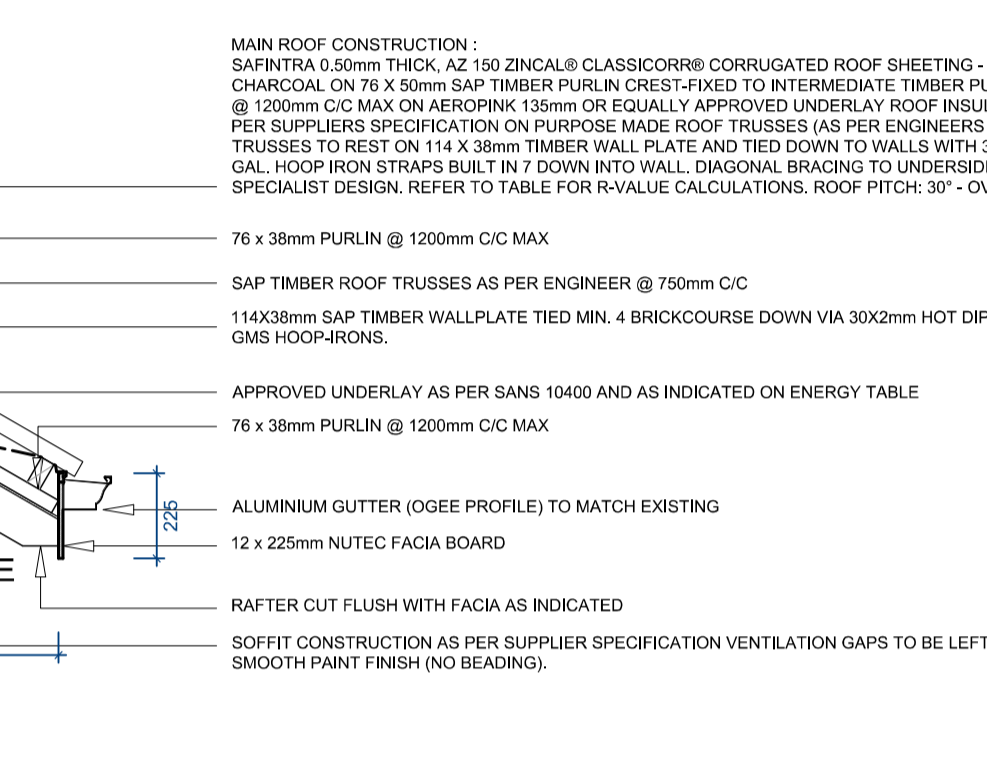 MAIN ROOF CONSTRUCTION :
SAFINTRA 0.50mm THICK, AZ 150 ZINCAL® CLASSICORR® CORRUGATED ROOF SHEETING -
CHARCOAL ON 76 X 50mm SAP TIMBER PURLIN CREST-FIXED TO INTERMEDIATE TIMBER PU
@ 1200mm C/C MAX ON AEROPINK 135mm OR EQUALLY APPROVED UNDERLAY ROOF INSUL
PER SUPPLIERS SPECIFICATION ON PURPOSE MADE ROOF TRUSSES (AS PER ENGINEERS
TRUSSES TO REST ON 114 X 38mm TIMBER WALL PLATE AND TIED DOWN TO WALLS WITH 3
GAL. HOOP IRON STRAPS BUILT IN 7 DOWN INTO WALL. DIAGONAL BRACING TO UNDERSID
SPECIALIST DESIGN. REFER TO TABLE FOR R-VALUE CALCULATIONS. ROOF PITCH: 30° - OV
76 x 38mm PURLIN @ 1200mm C/C MAX
SAP TIMBER ROOF TRUSSES AS PER ENGINEER @ 750mm C/C
114X38mm SAP TIMBER WALLPLATE TIED MIN. 4 BRICKCOURSE DOWN VIA 30X2mm HOT DIP
GMS HOOP-IRONS.
APPROVED UNDERLAY AS PER SANS 10400 AND AS INDICATED ON ENERGY TABLE
76 x 38mm PURLIN @ 1200mm C/C MAX
225
ALUMINIUM GUTTER (OGEE PROFILE) TO MATCH EXISTING
12 x 225mm NUTEC FACIA BOARD
E
RAFTER CUT FLUSH WITH FACIA AS INDICATED
SOFFIT CONSTRUCTION AS PER SUPPLIER SPECIFICATION VENTILATION GAPS TO BE LEFT
SMOOTH PAINT FINISH (NO BEADING).